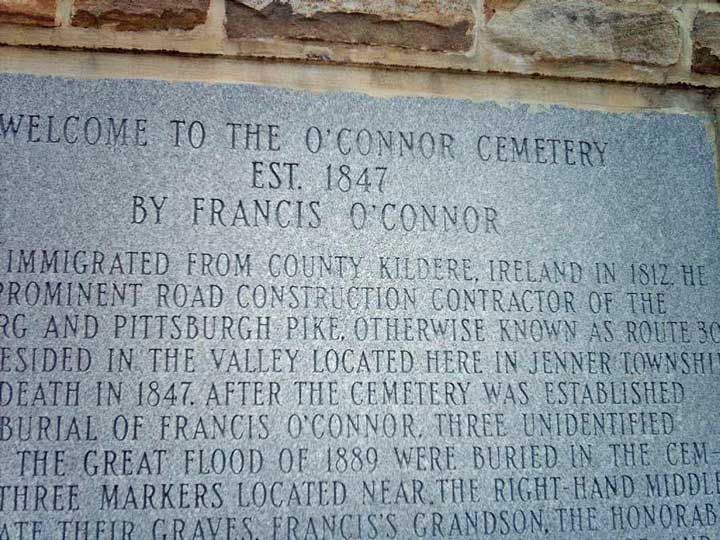 WELCOME TO THE O'CONNOR CEMETERY
EST. 1847
BY FRANCIS O'CONNOR
IMMIGRATED FROM COUNTY KILDERE, IRELAND IN 1812. HE
PROMINENT ROAD CONSTRUCTION CONTRACTOR OF THE
RG AND PITTSBURGH PIKE, OTHERWISE KNOWN AS ROUTE 30
ESIDED IN THE VALLEY LOCATED HERE IN JENNER TOWNSHIP
DEATH IN 1847. AFTER THE CEMETERY WAS ESTABLISHED
BURIAL OF FRANCIS O'CONNOR, THREE UNIDENTIFIED
THE GREAT FLOOD OF 1889 WERE BURIED IN THE CEM-
THREE MARKERS LOCATED NEAR THE RIGHT-HAND MIDDLE
ATE THEIR GRAVES. FRANCIS'S GRANDSON, THE HONORAB